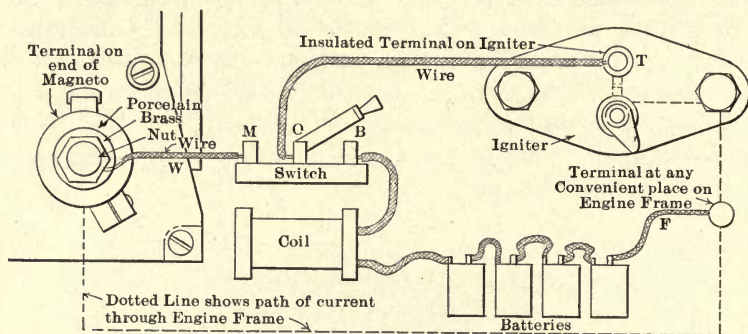 Terminal on
end of
Magneto
Porcelain
Brass
Nut
Wire
W
M
O
B
Switch
Coil
Insulated Terminal on Igniter
T
Wire
Igniter
Terminal at any
Convenient place on
Engine Frame
F
Batteries
Dotted Line shows path of current
through Engine Frame